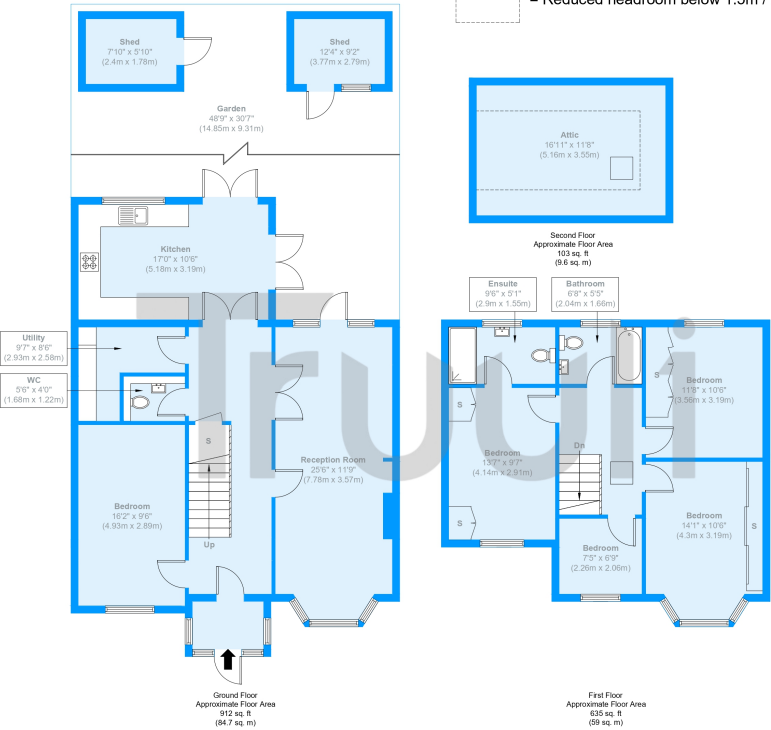 = Reduced headroom below 1.5m /
Shed
7'10" x 5'10"
(2.4m x 1.78m)
Shed
12'4" x 9'2"
(3.77m x 2.79m)
Garden
48'9" x 30'7"
(14.85m x 9.31m)
Attic
16'11" x 11'8"
(5.16m x 3.55m)
Second Floor
Approximate Floor Area
103 sq. ft
(9.6 sq. m)
Kitchen
17'0" x 10'6"
(5.18m x 3.19m)
Utility
9'7" x 8'6"
(2.93m x 2.58m)
WC
5'6" x 4'0"
(1.68m x 1.22m)
Bedroom
16'2" x 9'6"
(4.93m x 2.89m)
S
Up
Reception Room
25'6" x 11'9"
(7.78m x 3.57m)
Ground Floor
Approximate Floor Area
912 sq. ft
(84.7 sq. m)
Ensuite
9'6" x 5'1"
(2.9m x 1.55m)
Bathroom
6'8" x 5'5"
(2.04m x 1.66m)
S
Bedroom
11'8" x 10'6"
(3.56m x 3.19m)
S
Bedroom
13'7" x 9'7"
(4.14m x 2.91m)
S
Dn
Bedroom
14'1" x 10'6"
(4.3m x 3.19m)
S
Bedroom
7'5" x 6'9"
(2.26m x 2.06m)
First Floor
Approximate Floor Area
635 sq. ft
(59 sq. m)
Truuli